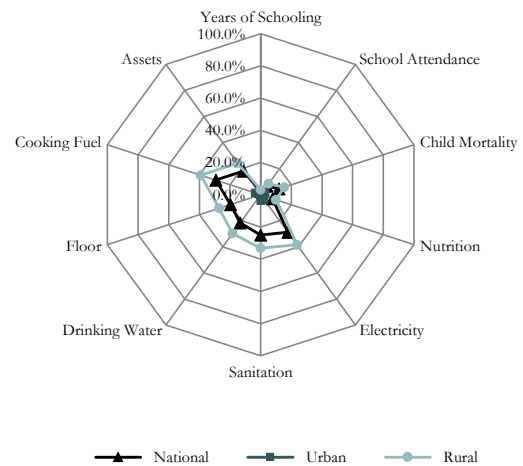 Years of Schooling
100.0%
Assets
School Attendance
80.0%
60.0%
40.0%
Cooking Fuel
Child Mortality
20.0%
0.0%
Floor
Nutrition
Drinking Water
Electricity
Sanitation
National
Urban
Rural